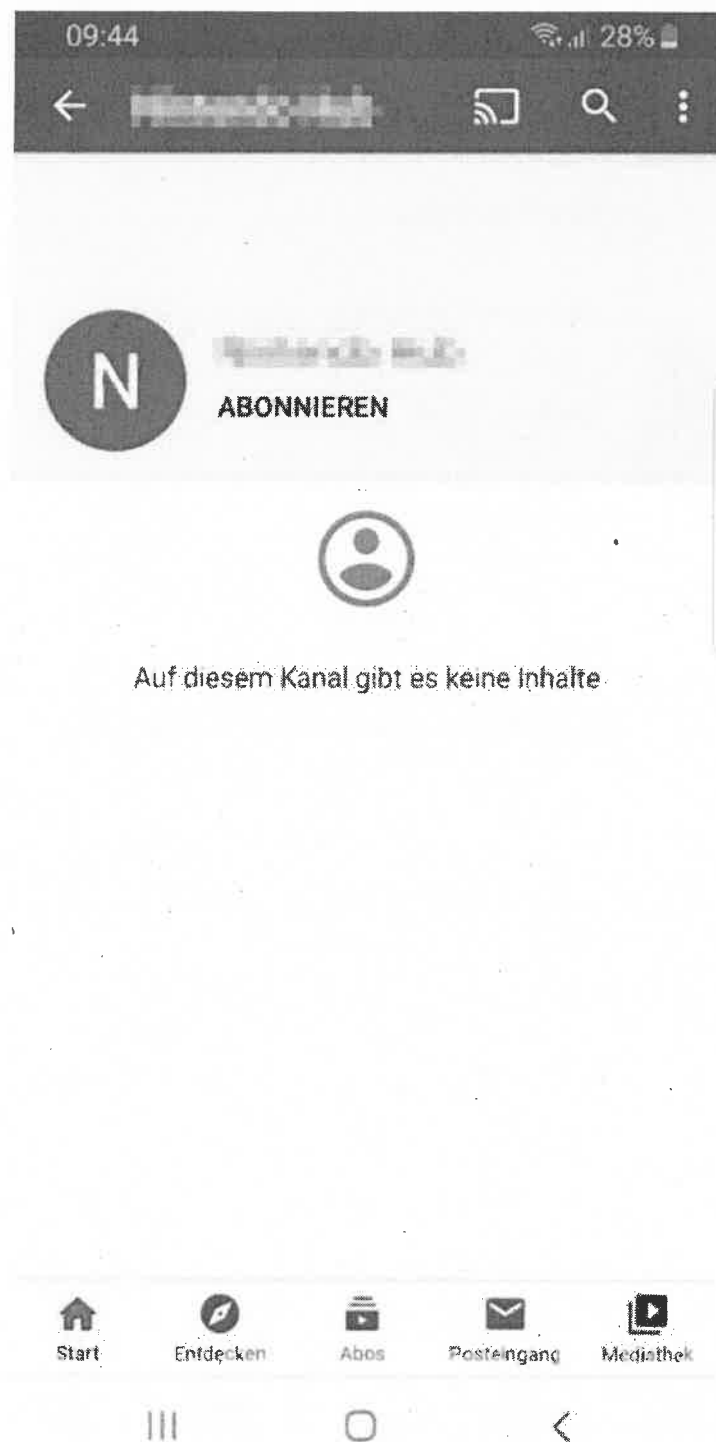 09:44 28%
N
ABONNIEREN
Auf diesem Kanal gibt es keine Inhalte
Start Entdecken Abos Posteingang Mediathek